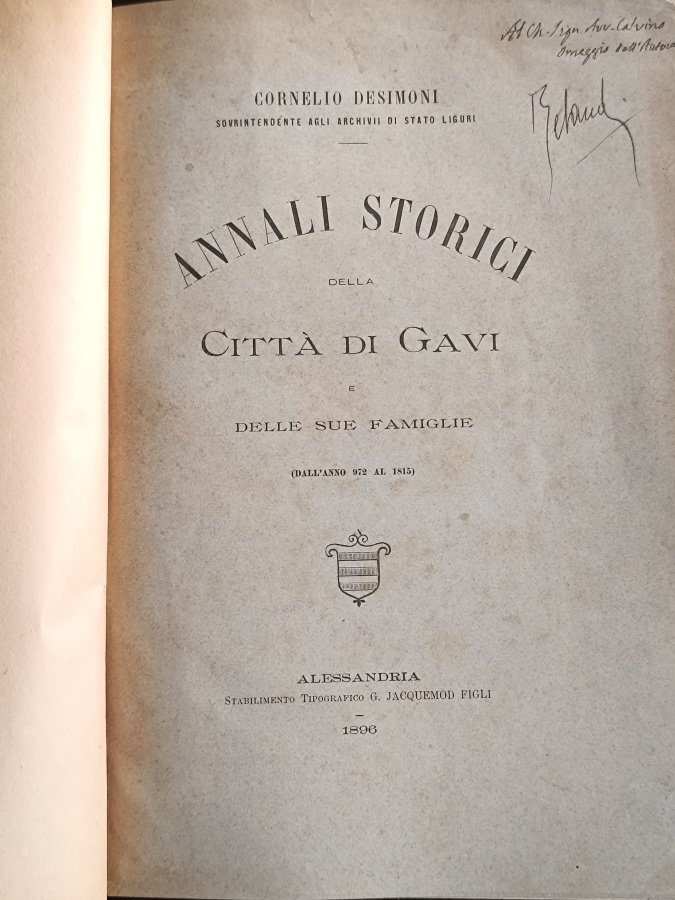 Al Ch. Sign. Avv. Calvino
Omaggio dell'Autore
CORNELIO DESIMONI
SOVRINTENDENTE AGLI ARCHIVII DI STATO LIGURI
ANNALI STORICI
DELLA
CITTÀ DI GAVI
E
DELLE SUE FAMIGLIE
(DALL'ANNO 972 AL 1815)
ALESSANDRIA
STABILIMENTO TIPOGRAFICO G. JACQUEMOD FIGLI
1896